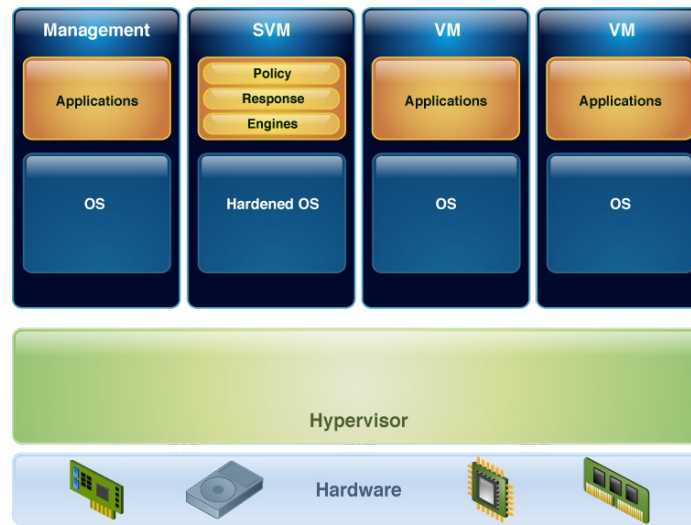 Management
SVM
VM
VM
Applications
Policy
Response
Engines
Applications
Applications
OS
Hardened OS
OS
OS
Hypervisor
Hardware